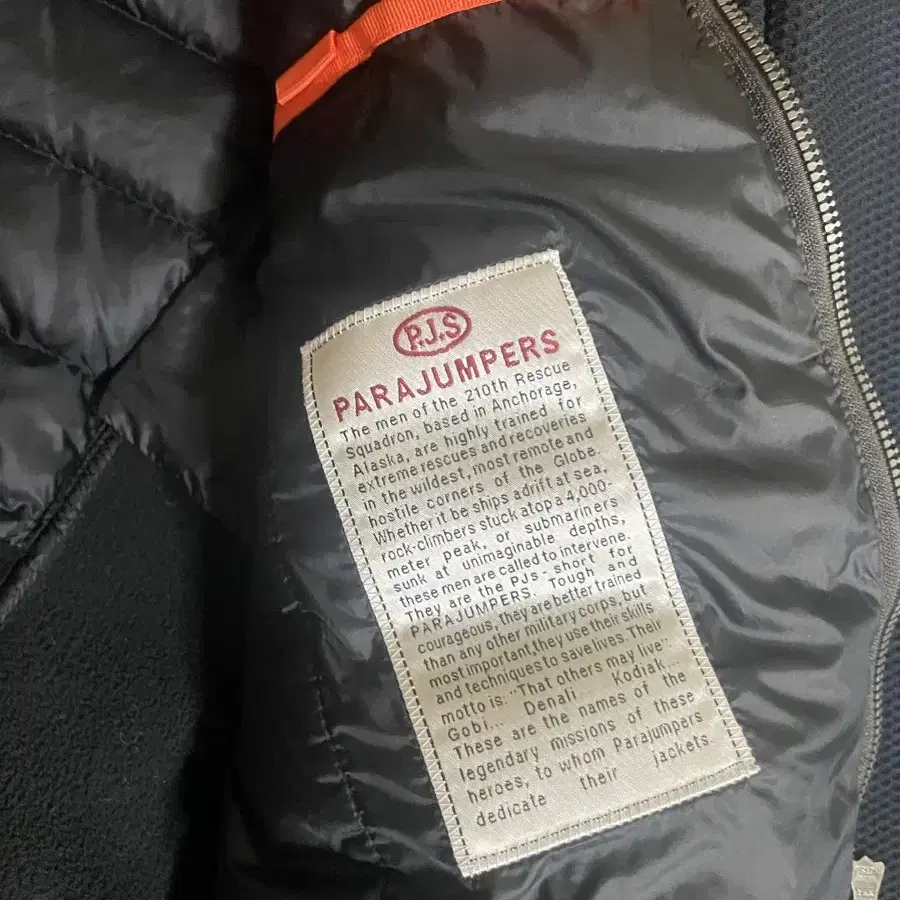 P.J.S
PARAJUMPERS
The men of the 210th Rescue
Squadron, based in Anchorage,
Alaska, are highly trained for
extreme rescues and recoveries
in the wildest, most remote and
hostile corners of the Globe.
Whether it be ships adrift at sea,
rock-climbers stuck atop a 4,000-
meter peak, or submariners
sunk at unimaginable depths,
these men are called to intervene.
They are the PJs - short for
PARAJUMPERS. Tough and
courageous, they are better trained
than any other military corps, but
most important, they use their skills
and techniques to save lives. Their
motto is: "That others may live"
Gobi... Denali... Kodiak...
These are the names of the
legendary missions of these
heroes, to whom Parajumpers
dedicate their jackets.